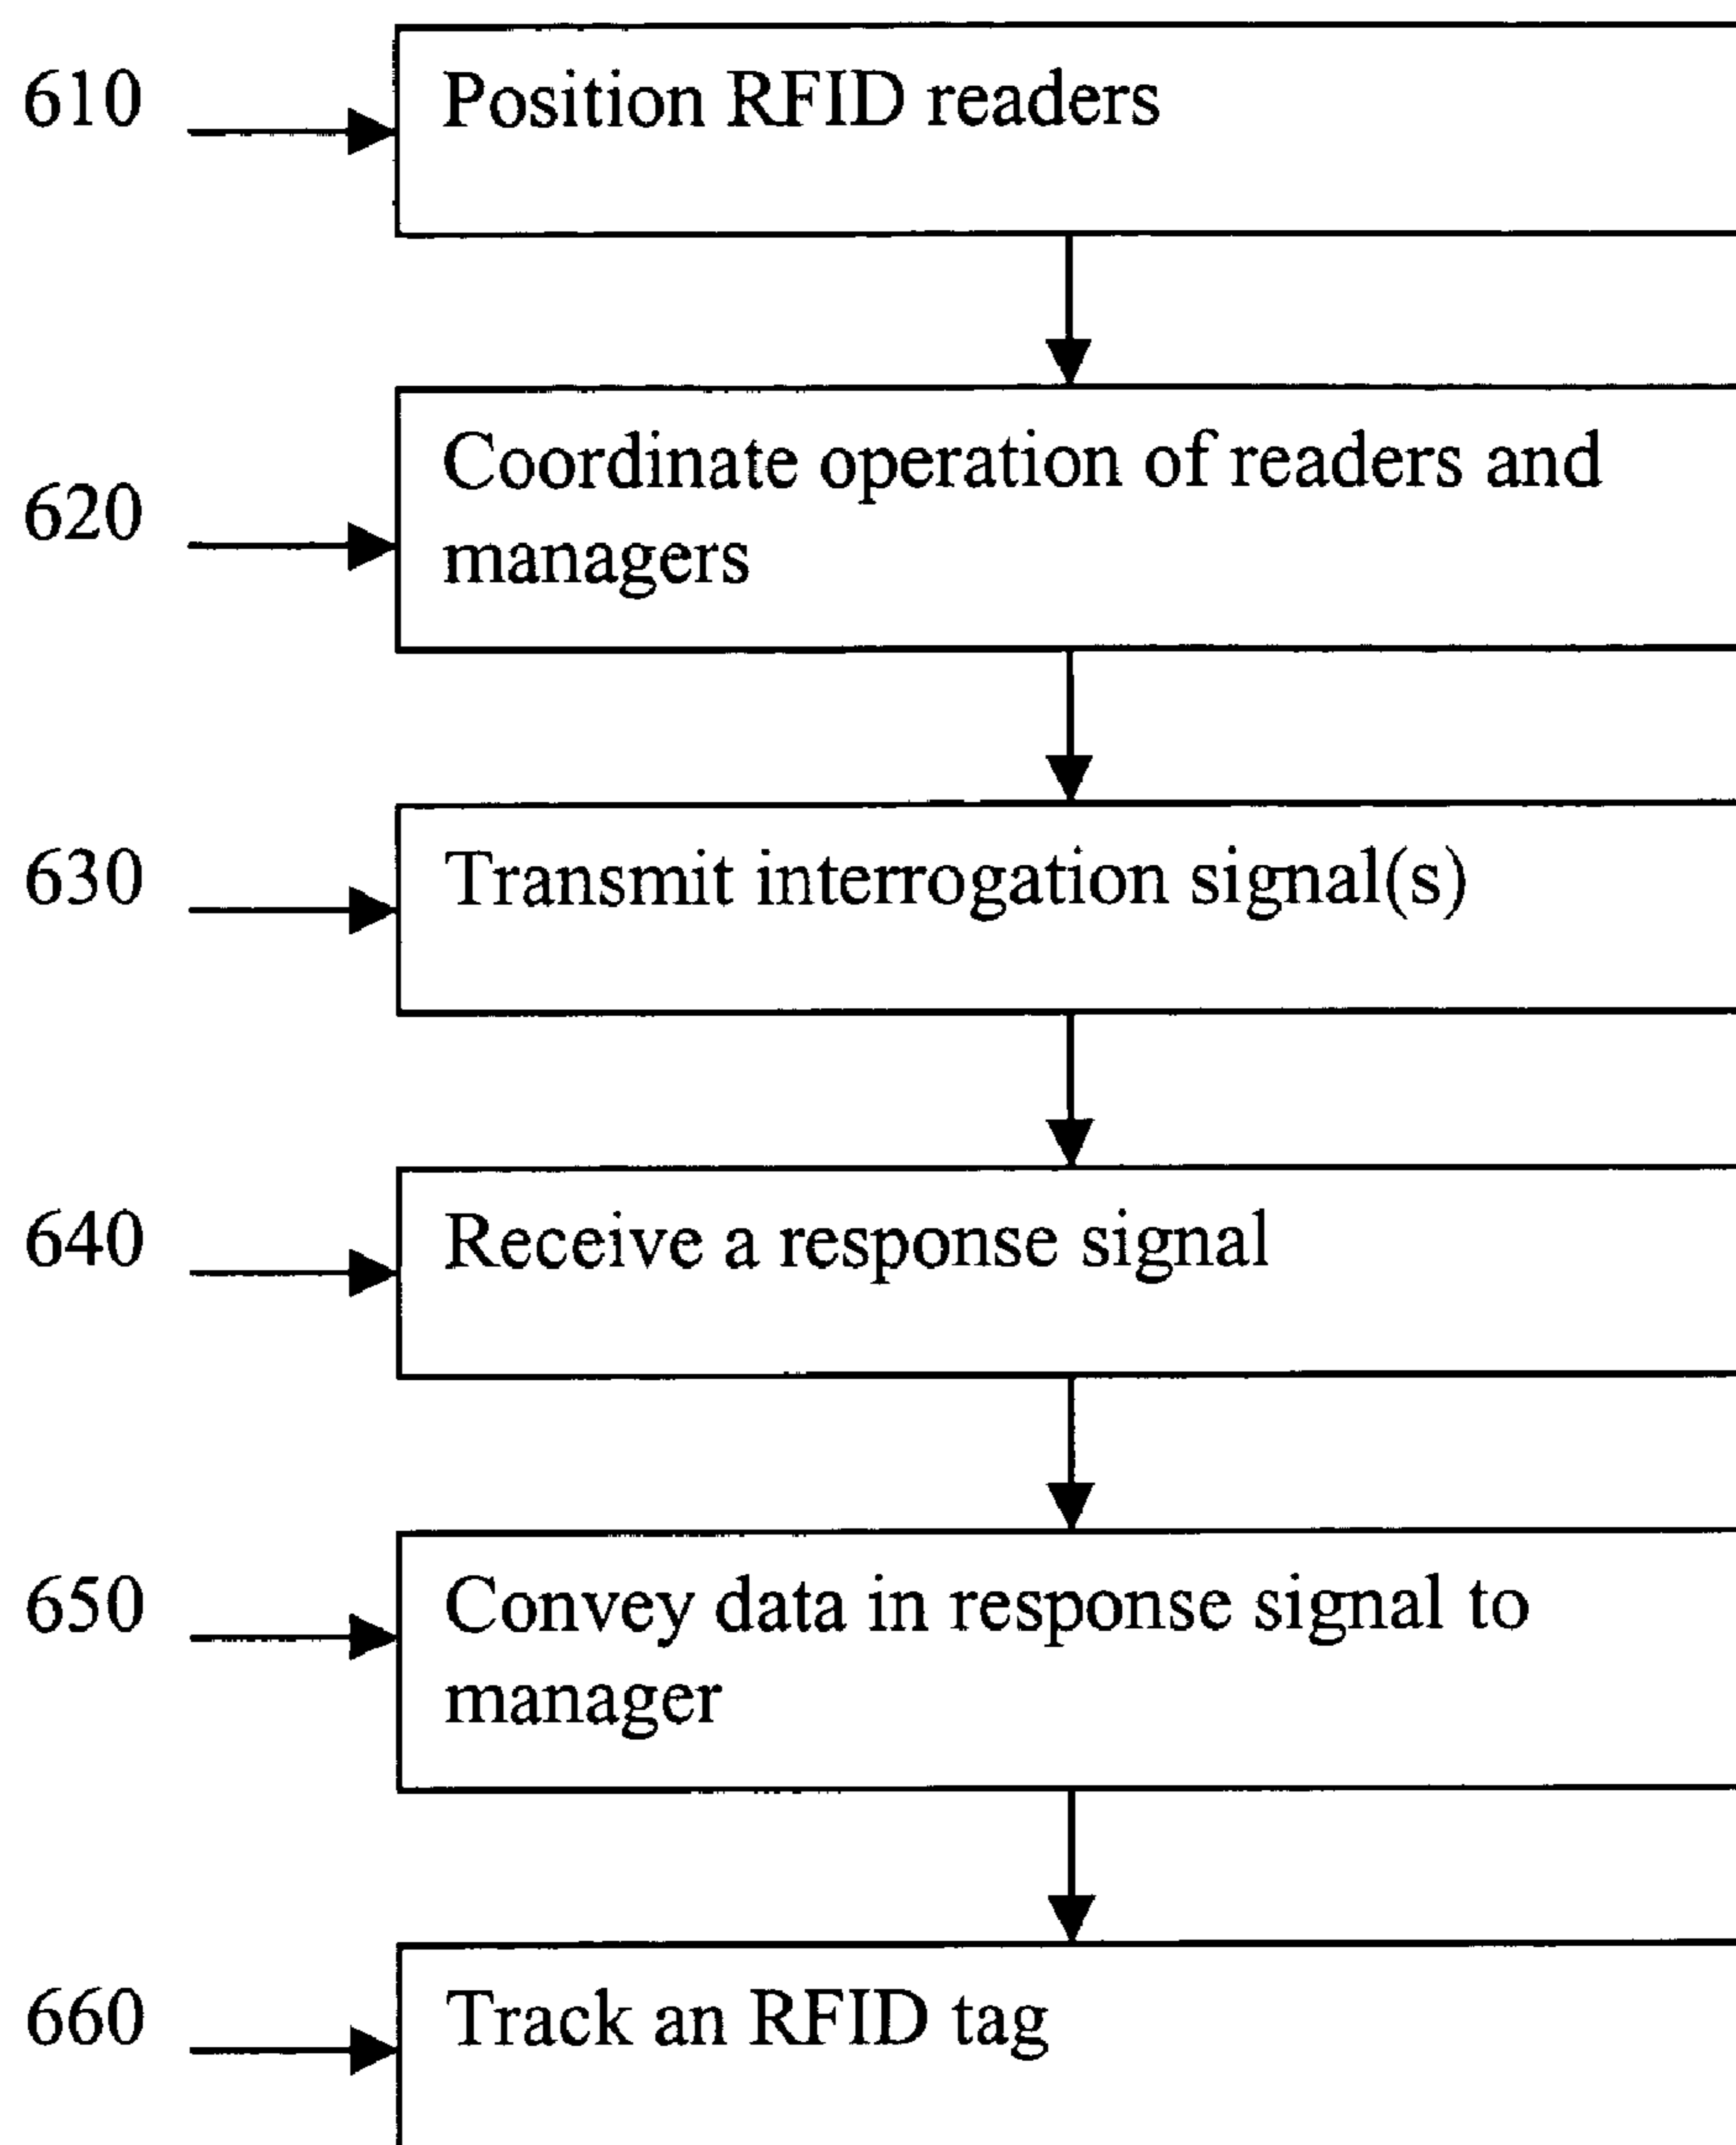 610
Position RFID readers
620
Coordinate operation of readers and
managers
630
Transmit interrogation signal(s)
640
Receive a response signal
650
Convey data in response signal to
manager
660
Track an RFID tag